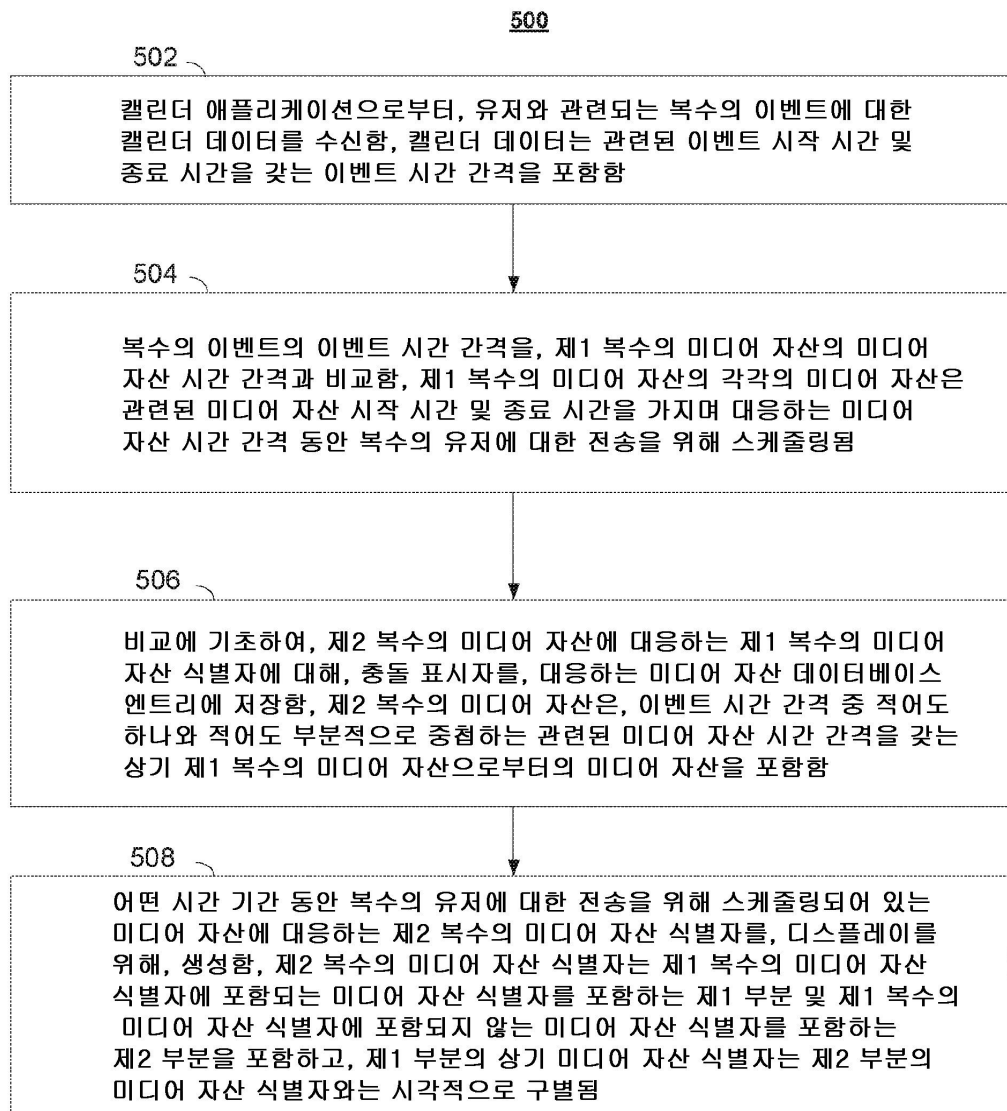 500
502
캘린더 애플리케이션으로부터, 유저와 관련되는 복수의 이벤트에 대한
캘린더 데이터를 수신함, 캘린더 데이터는 관련된 이벤트 시작 시간 및
종료 시간을 갖는 이벤트 시간 간격을 포함함
504
복수의 이벤트의 이벤트 시간 간격을, 제1 복수의 미디어 자산의 미디어
자산 시간 간격과 비교함, 제1 복수의 미디어 자산의 각각의 미디어 자산은
관련된 미디어 자산 시작 시간 및 종료 시간을 가지며 대응하는 미디어
자산 시간 간격 동안 복수의 유저에 대한 전송을 위해 스케줄링됨
506
비교에 기초하여, 제2 복수의 미디어 자산에 대응하는 제1 복수의 미디어
자산 식별자에 대해, 충돌 표시자를, 대응하는 미디어 자산 데이터베이스
엔트리에 저장함, 제2 복수의 미디어 자산은, 이벤트 시간 간격 중 적어도
하나와 적어도 부분적으로 중첩하는 관련된 미디어 자산 시간 간격을 갖는
상기 제1 복수의 미디어 자산으로부터의 미디어 자산을 포함함
508
어떤 시간 기간 동안 복수의 유저에 대한 전송을 위해 스케줄링되어 있는
미디어 자산에 대응하는 제2 복수의 미디어 자산 식별자를, 디스플레이를
위해, 생성함, 제2 복수의 미디어 자산 식별자는 제1 복수의 미디어 자산
식별자에 포함되는 미디어 자산 식별자를 포함하는 제1 부분 및 제1 복수의
미디어 자산 식별자에 포함되지 않는 미디어 자산 식별자를 포함하는
제2 부분을 포함하고, 제1 부분의 상기 미디어 자산 식별자는 제2 부분의
미디어 자산 식별자와는 시각적으로 구별됨